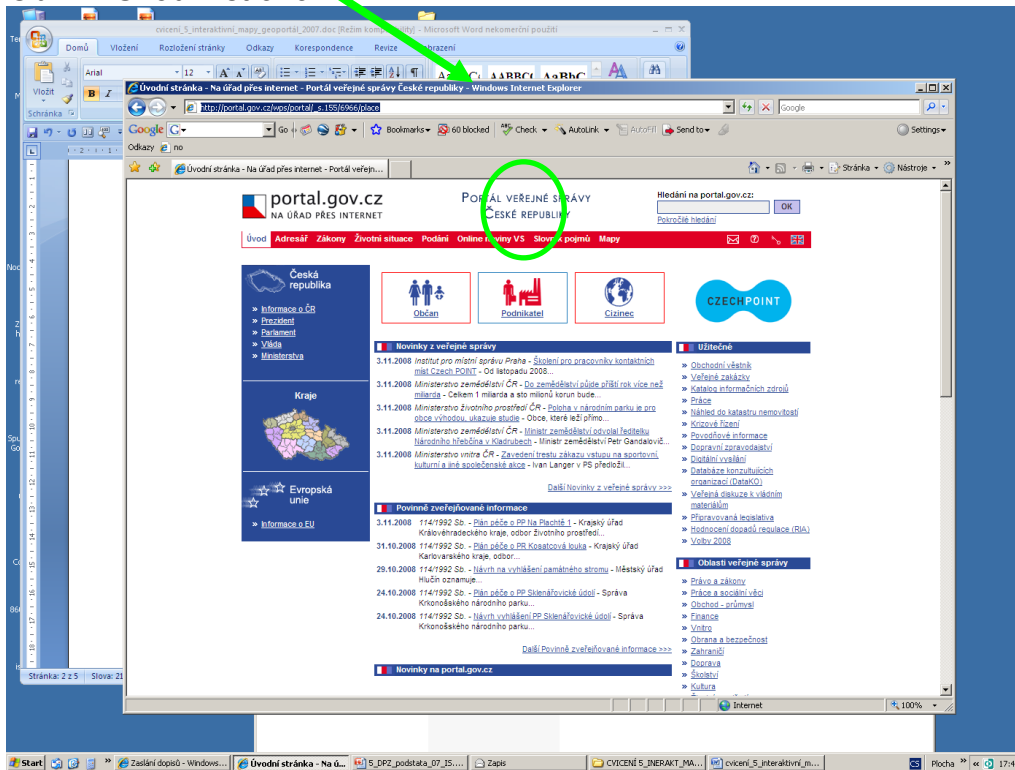 cvicení_5_interaktivní_mapy_geoportál_2007.doc [Režim kompatibility] - Microsoft Word nekomerční použití
Domů Vložení Rozložení stránky Odkazy Korespondence Revize
Arial 12
Vložit
Schránka
Úvodní stránka - Na úřad přes internet - Portál veřejné správy České republiky - Windows Internet Explorer
http://portal.gov.cz/wps/portal/_s.155/6966/place
Google
Google Go Bookmarks 60 blocked Check AutoLink AutoFill Send to Settings
Odkazy no
Úvodní stránka - Na úřad přes internet - Portál veřejn... Stránka Nástroje
portal.gov.cz
NA ÚŘAD PŘES INTERNET
PORTÁL VEŘEJNÉ SPRÁVY
ČESKÉ REPUBLIKY
Hledání na portal.gov.cz:
OK
Pokročilé hledání
Úvod Adresář Zákony Životní situace Podání Online noviny VS Slovník pojmů Mapy
Česká
republika
» Informace o ČR
» Prezident
» Parlament
» Vláda
» Ministerstva
Kraje
Evropská
unie
» Informace o EU
Občan
Podnikatel
Cizinec
CZECHPOINT
Novinky z veřejné správy
3.11.2008 Institut pro místní správu Praha - Školení pro pracovníky kontaktních
míst Czech POINT - Od listopadu 2008...
3.11.2008 Ministerstvo zemědělství ČR - Do zemědělství půjde příští rok více než
miliarda - Celkem 1 miliarda a sto milionů korun bude...
3.11.2008 Ministerstvo životního prostředí ČR - Poloha v národním parku je pro
obce výhodou, ukazuje studie - Obce, které leží přímo...
3.11.2008 Ministerstvo zemědělství ČR - Ministr zemědělství odvolal ředitelku
Národního hřebčína v Kladrubech - Ministr zemědělství Petr Gandalovič...
3.11.2008 Ministerstvo vnitra ČR - Zavedení trestu zákazu vstupu na sportovní,
kulturní a jiné společenské akce - Ivan Langer v PS předložil...
Další Novinky z veřejné správy >>>
Povinně zveřejňované informace
3.11.2008 114/1992 Sb. - Plán péče o PP Na Plachtě 1 - Krajský úřad
Královéhradeckého kraje, odbor životního prostředí...
31.10.2008 114/1992 Sb. - Plán péče o PR Kosatcová louka - Krajský úřad
Karlovarského kraje, odbor...
29.10.2008 114/1992 Sb. - Návrh na vyhlášení památného stromu - Městský úřad
Hlučín oznamuje...
24.10.2008 114/1992 Sb. - Plán péče o PP Sklenářovické údolí - Správa
Krkonošského národního parku...
24.10.2008 114/1992 Sb. - Návrh vyhlášení PP Sklenářovické údolí - Správa
Krkonošského národního parku...
Další Povinně zveřejňované informace >>>
Novinky na portal.gov.cz
Užitečné
» Obchodní věstník
» Veřejné zakázky
» Katalog informačních zdrojů
» Práce
» Náhled do katastru nemovitostí
» Krizové řízení
» Povodňové informace
» Dopravní zpravodajství
» Digitální vysílání
» Databáze konzultujících
organizací (DataKO)
» Veřejná diskuze k vládním
materiálům
» Připravovaná legislativa
» Hodnocení dopadů regulace (RIA)
» Volby 2008
Oblasti veřejné správy
» Právo a zákony
» Práce a sociální věci
» Obchod - průmysl
» Finance
» Vnitro
» Obrana a bezpečnost
» Zahraničí
» Doprava
» Školství
» Kultura
Stránka: 2 z 5 Slova: 21
Internet 100%
Start Zaslání dopisů - Windows... Úvodní stránka - Na ú... 5_DPZ_podstata_07_IS.... Zapis CVICENÍ 5_INERAKT_MA... cvicení_5_interaktivní_m... CS Plocha 17:4